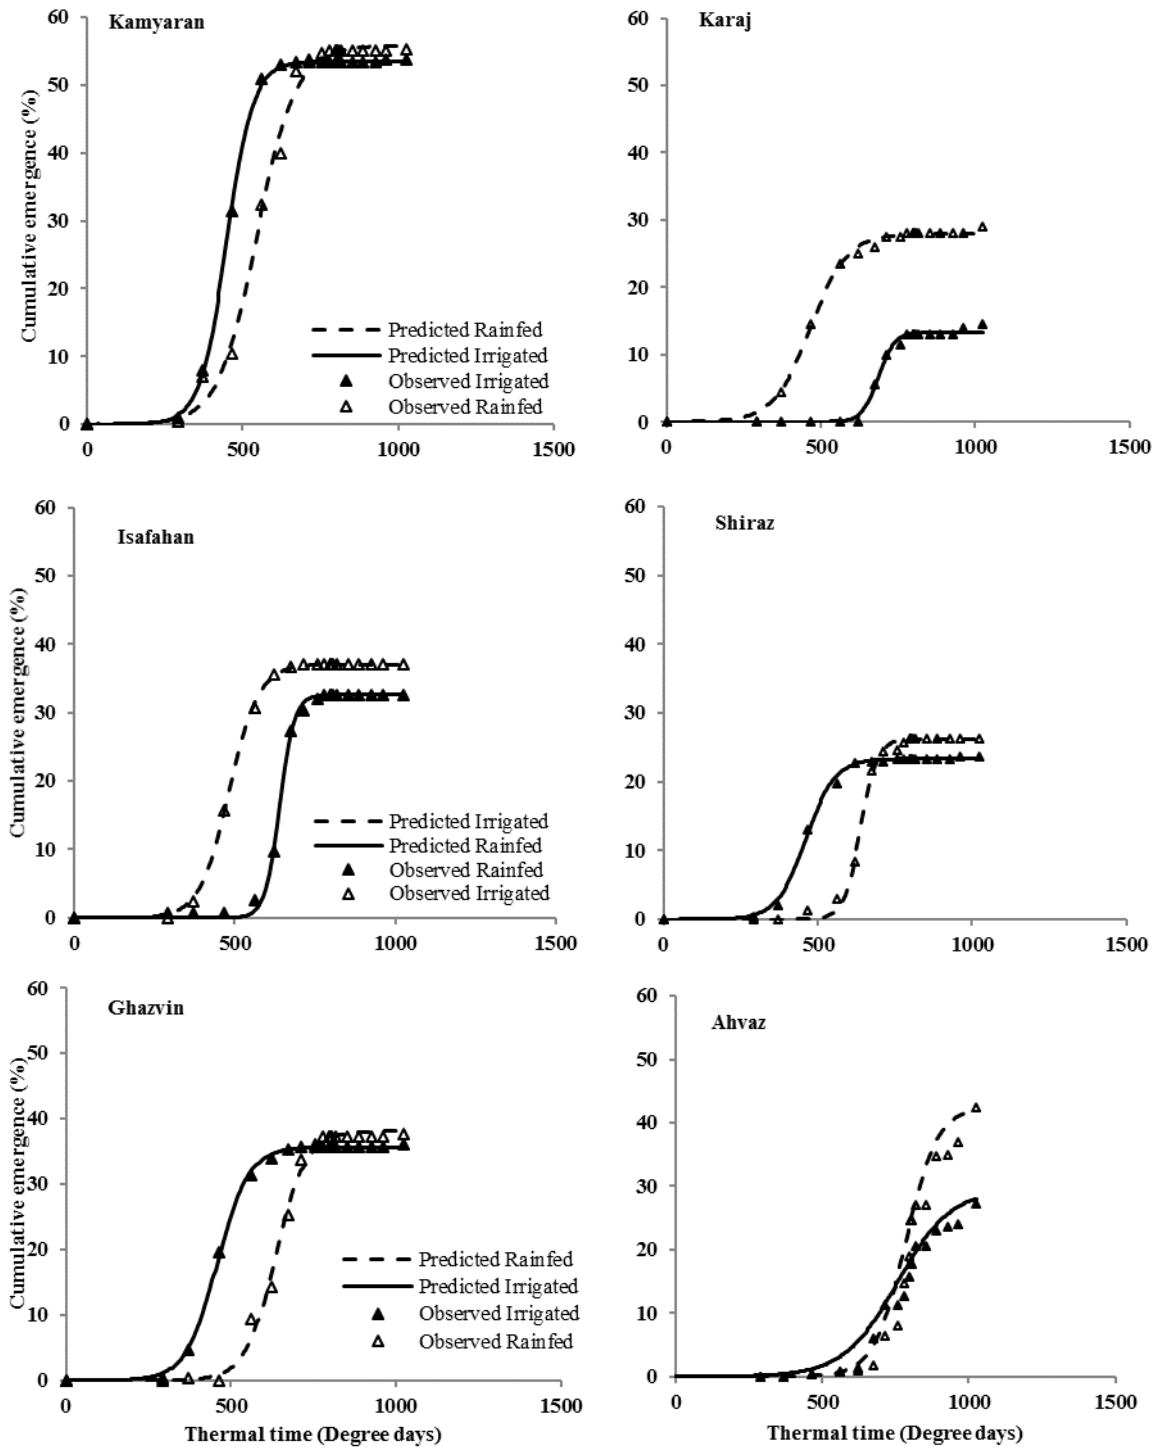 Kamyaran
Cumulative emergence (%)
60
50
40
30
20
10
0
0 500 1000 1500
Predicted Rainfed
Predicted Irrigated
Observed Irrigated
Observed Rainfed
Karaj
60
50
40
30
20
10
0
0 500 1000 1500
Isafahan
Cumulative emergence (%)
60
50
40
30
20
10
0
0 500 1000 1500
Predicted Irrigated
Predicted Rainfed
Observed Rainfed
Observed Irrigated
Shiraz
60
50
40
30
20
10
0
0 500 1000 1500
Ghazvin
Cumulative emergence (%)
60
50
40
30
20
10
0
0 500 1000 1500
Predicted Rainfed
Predicted Irrigated
Observed Irrigated
Observed Rainfed
Thermal time (Degree days)
Ahvaz
60
50
40
30
20
10
0
0 500 1000 1500
Thermal time (Degree days)